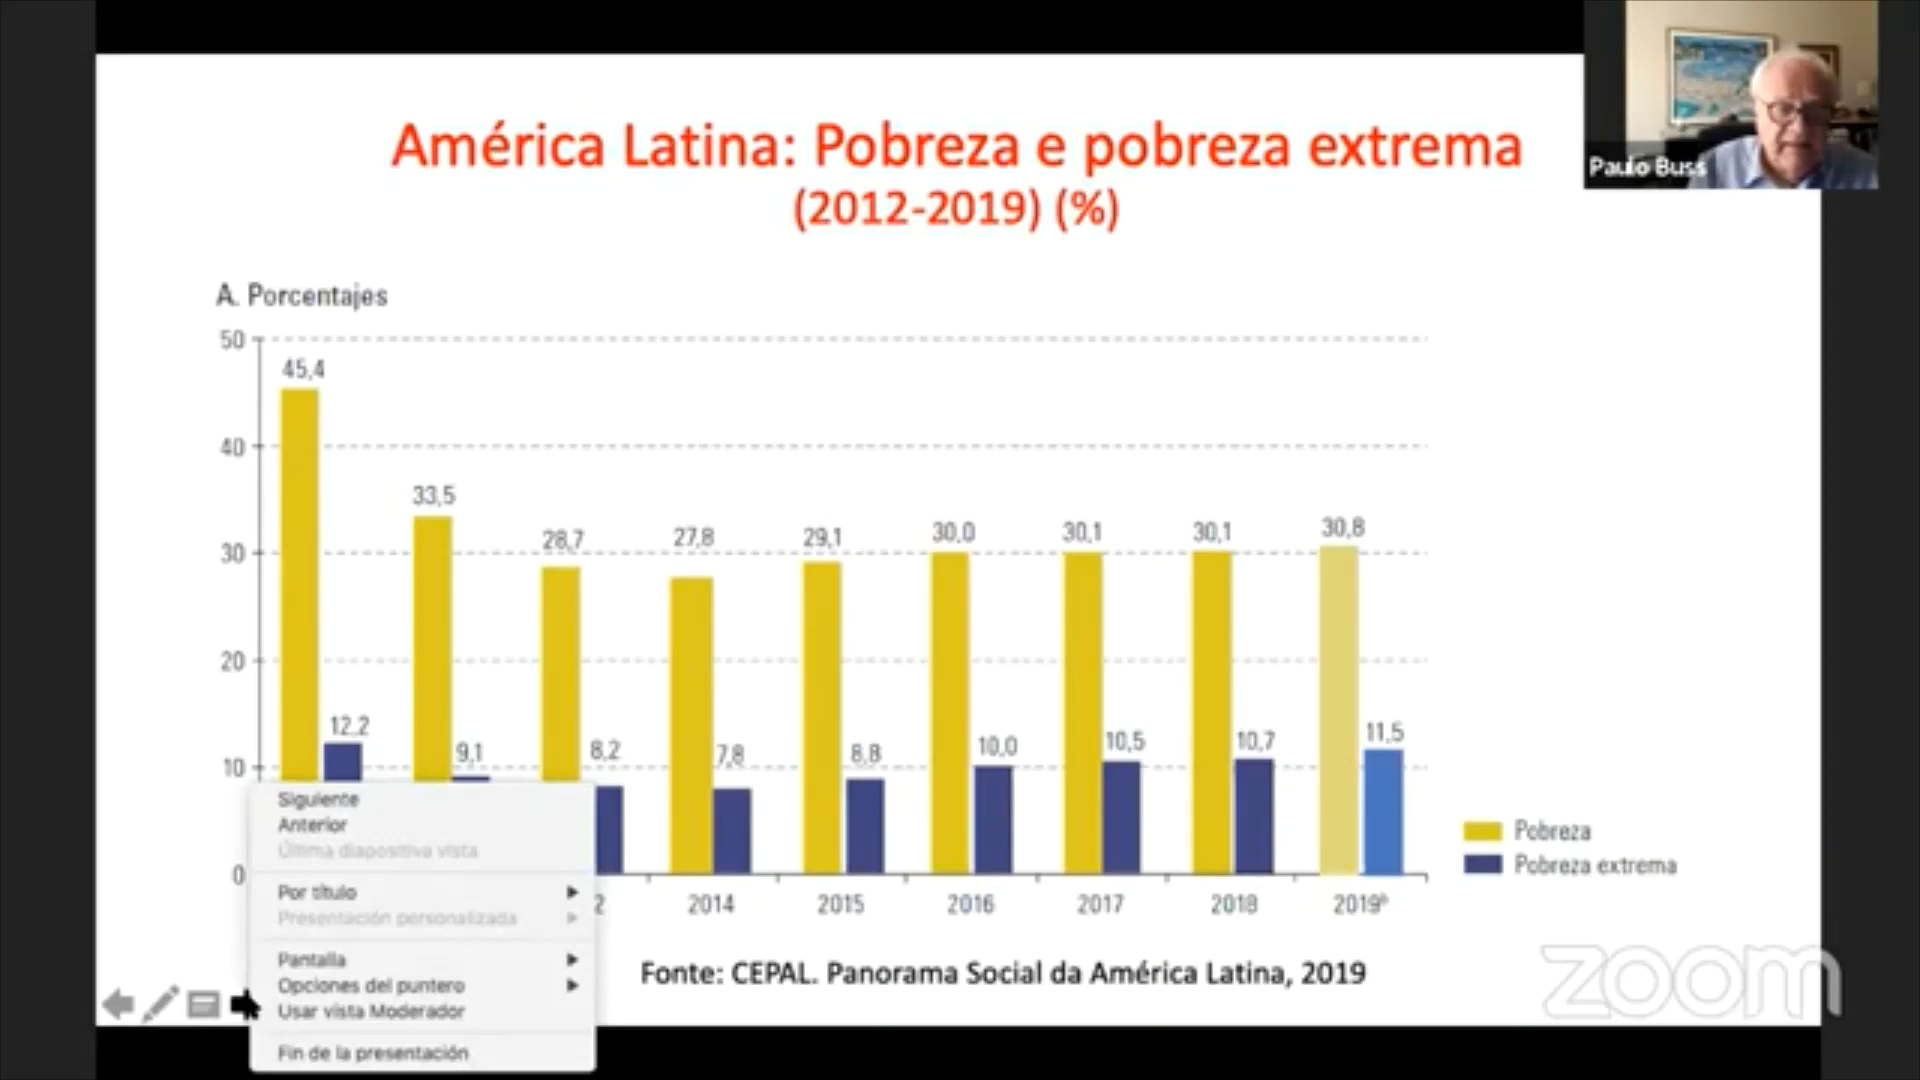 América Latina: Pobreza e pobreza extrema
(2012-2019) (%)
Paulo Buss
A. Porcentajes
50
40
30
20
10
0
45,4
33,5
28,7
27,8
29,1
30,0
30,1
30,1
30,8
12,2
9,1
8,2
7,8
8,8
10,0
10,5
10,7
11,5
2
2014
2015
2016
2017
2018
2019ᵇ
Pobreza
Pobreza extrema
Siguiente
Anterior
Última diapositiva vista
Por título
Presentación personalizada
Pantalla
Opciones del puntero
Usar vista Moderador
Fin de la presentación
Fonte: CEPAL. Panorama Social da América Latina, 2019
zoom